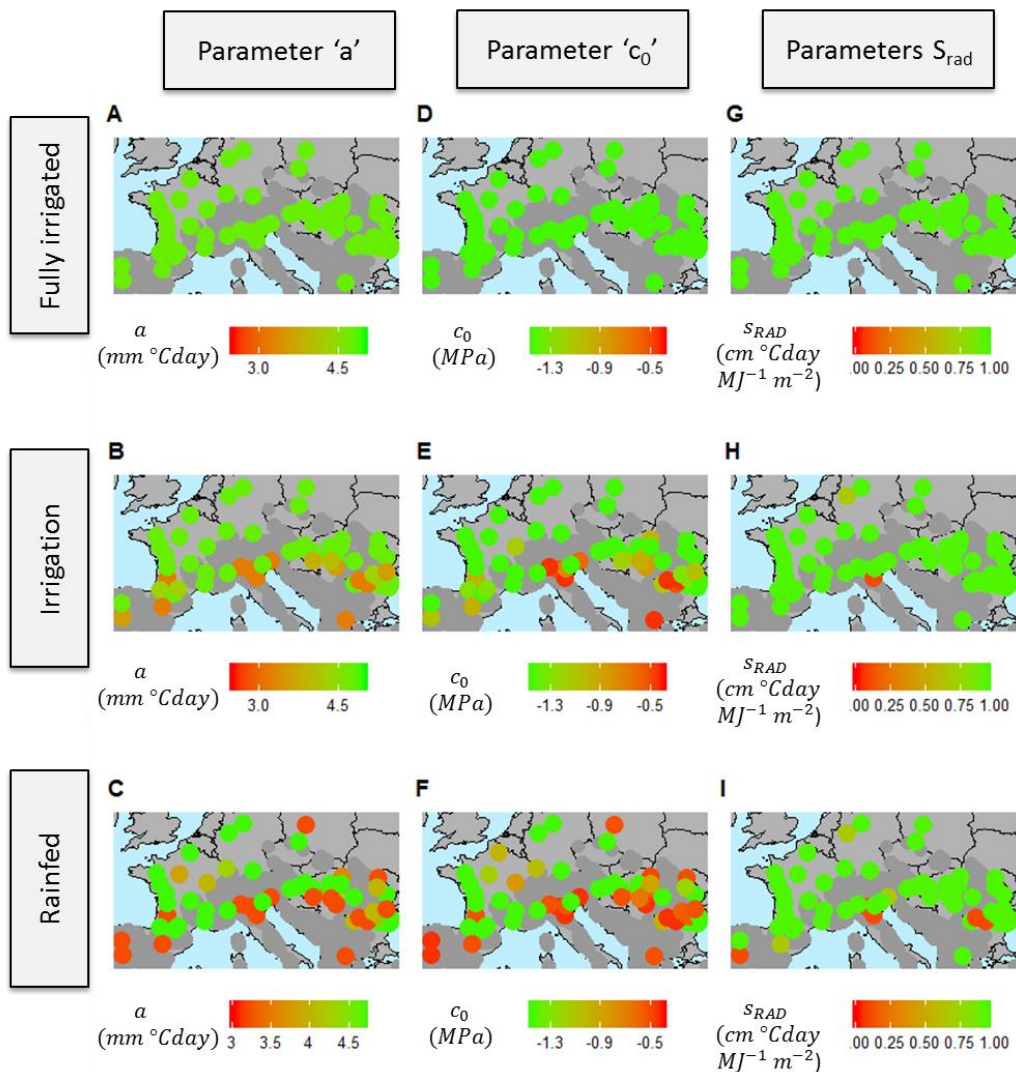 Parameter ‘a’
Parameter ‘c₀’
Parameters Sᵣₐd
Fully irrigated
A
D
G
a
(mm °Cday)
3.0 4.5
c₀
(MPa)
-1.3 -0.9 -0.5
sRAD
(cm °Cday
MJ⁻¹ m⁻²)
.00 0.25 0.50 0.75 1.00
Irrigation
B
E
H
a
(mm °Cday)
3.0 4.5
c₀
(MPa)
-1.3 -0.9 -0.5
sRAD
(cm °Cday
MJ⁻¹ m⁻²)
.00 0.25 0.50 0.75 1.00
Rainfed
C
F
I
a
(mm °Cday)
3 3.5 4 4.5
c₀
(MPa)
-1.3 -0.9 -0.5
sRAD
(cm °Cday
MJ⁻¹ m⁻²)
.00 0.25 0.50 0.75 1.00